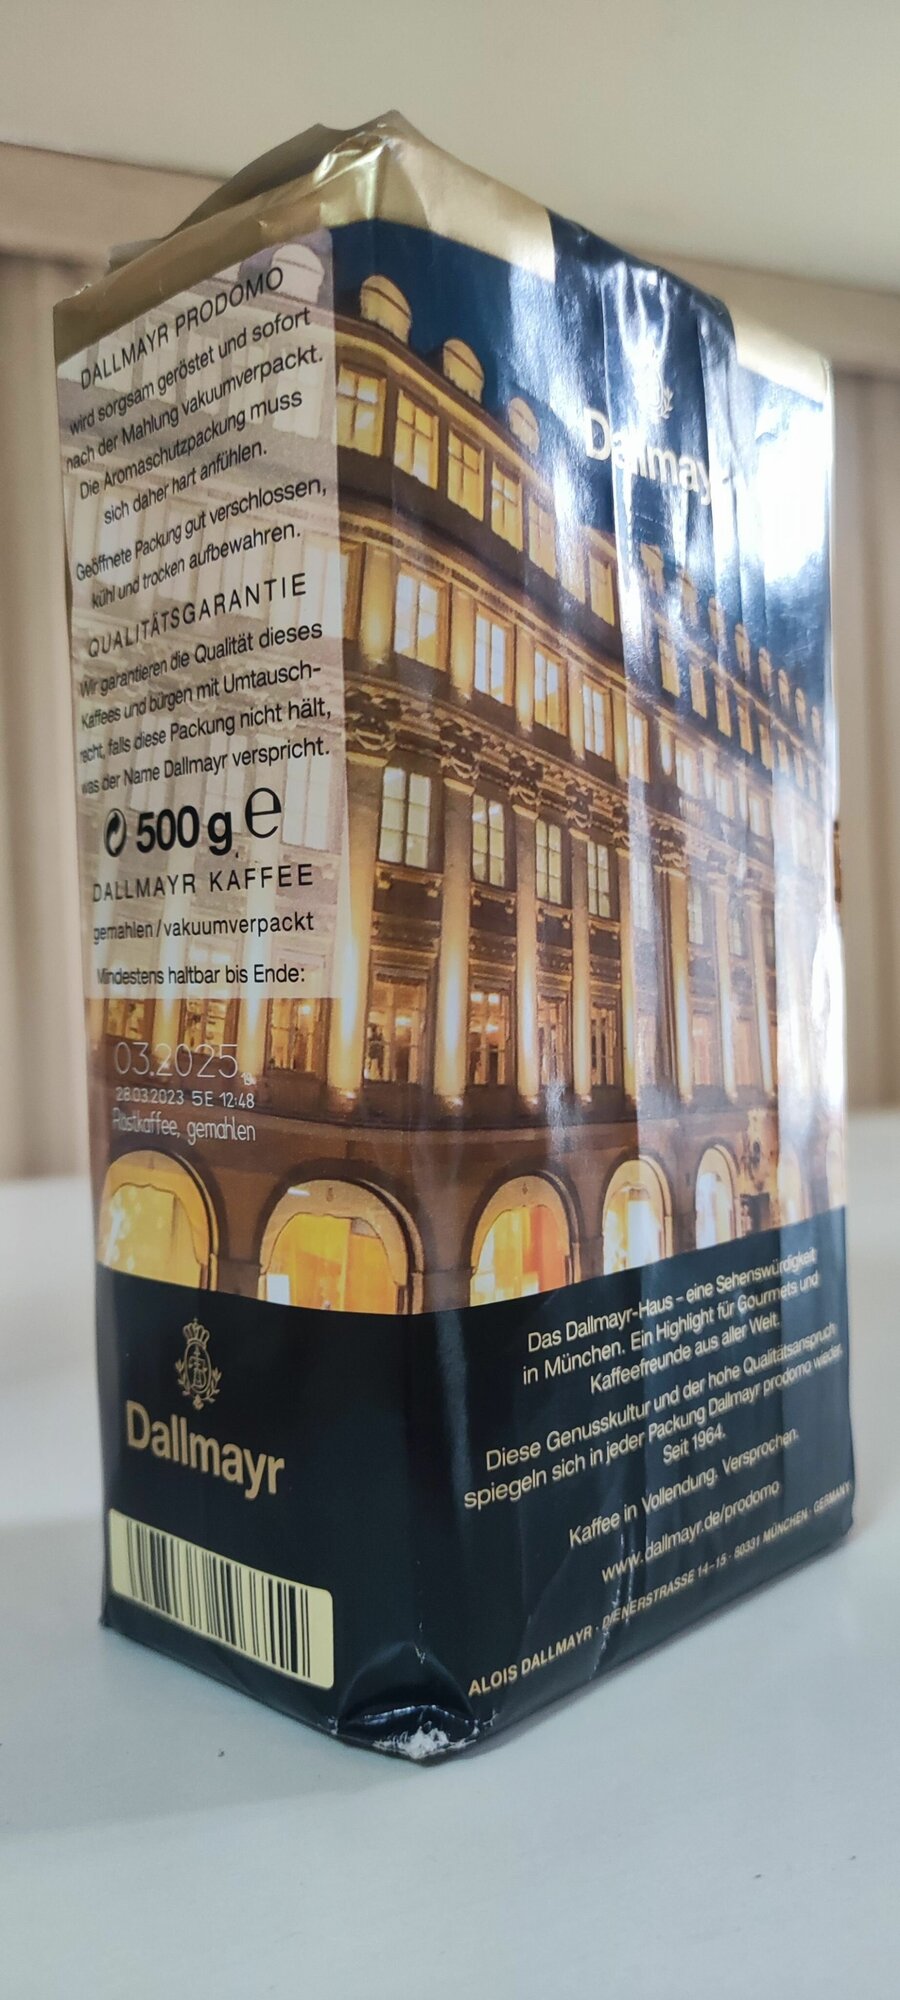 DALLMAYR PRODOMO
wird sorgsam geröstet und sofort
nach der Mahlung vakuumverpackt.
Die Aromaschutzpackung muss
sich daher hart anfühlen.
Geöffnete Packung gut verschlossen,
kühl und trocken aufbewahren.
QUALITÄTSGARANTIE
Wir garantieren die Qualität dieses
Kaffees und bürgen mit Umtausch-
recht, falls diese Packung nicht hält,
was der Name Dallmayr verspricht.
500 g e
DALLMAYR KAFFEE
gemahlen/vakuumverpackt
Mindestens haltbar bis Ende:
03.2025
28.03.2023 5E 12:48
Röstkaffee, gemahlen
Dallmayr
Dallmayr
Das Dallmayr-Haus – eine Sehenswürdigkeit
in München. Ein Highlight für Gourmets und
Kaffeefreunde aus aller Welt.
Diese Genusskultur und der hohe Qualitätsanspruch
spiegeln sich in jeder Packung Dallmayr prodomo wieder.
Seit 1964.
Kaffee in Vollendung. Versprochen.
www.dallmayr.de/prodomo
ALOIS DALLMAYR · DIENERSTRASSE 14–15 · 80331 MÜNCHEN · GERMANY